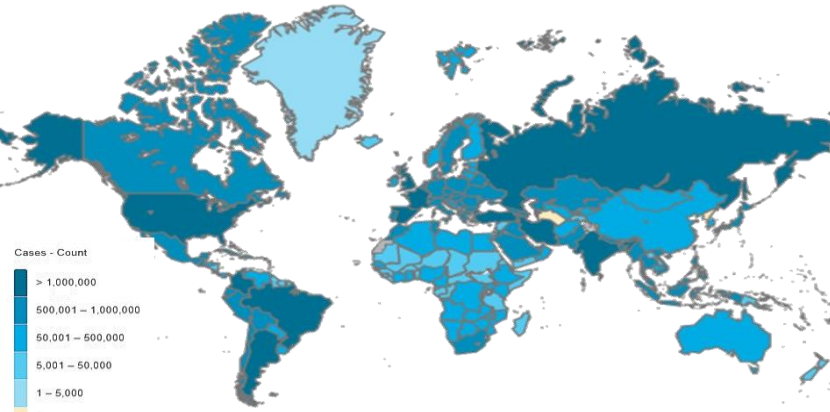 Cases - Count
> 1,000,000
500,001 – 1,000,000
50,001 – 500,000
5,001 – 50,000
1 – 5,000